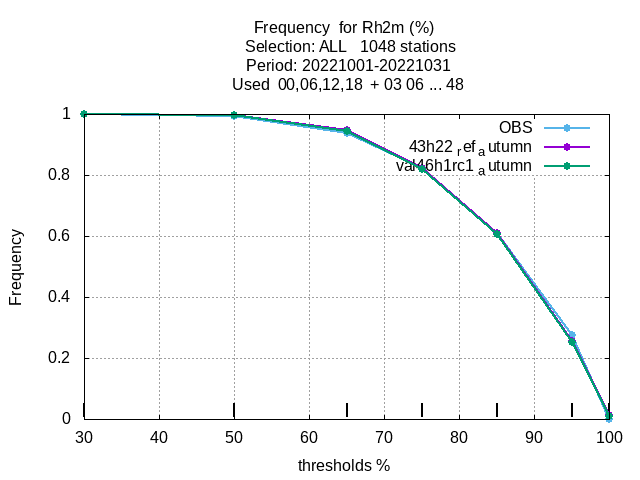 Frequency for Rh2m (%)
Selection: ALL 1048 stations
Period: 20221001-20221031
Used 00,06,12,18 + 03 06 ... 48
OBS
43h22 ref a utumn
val46h1rc1 a utumn
1
0.8
0.6
0.4
0.2
0
Frequency
30 40 50 60 70 80 90 100
thresholds %